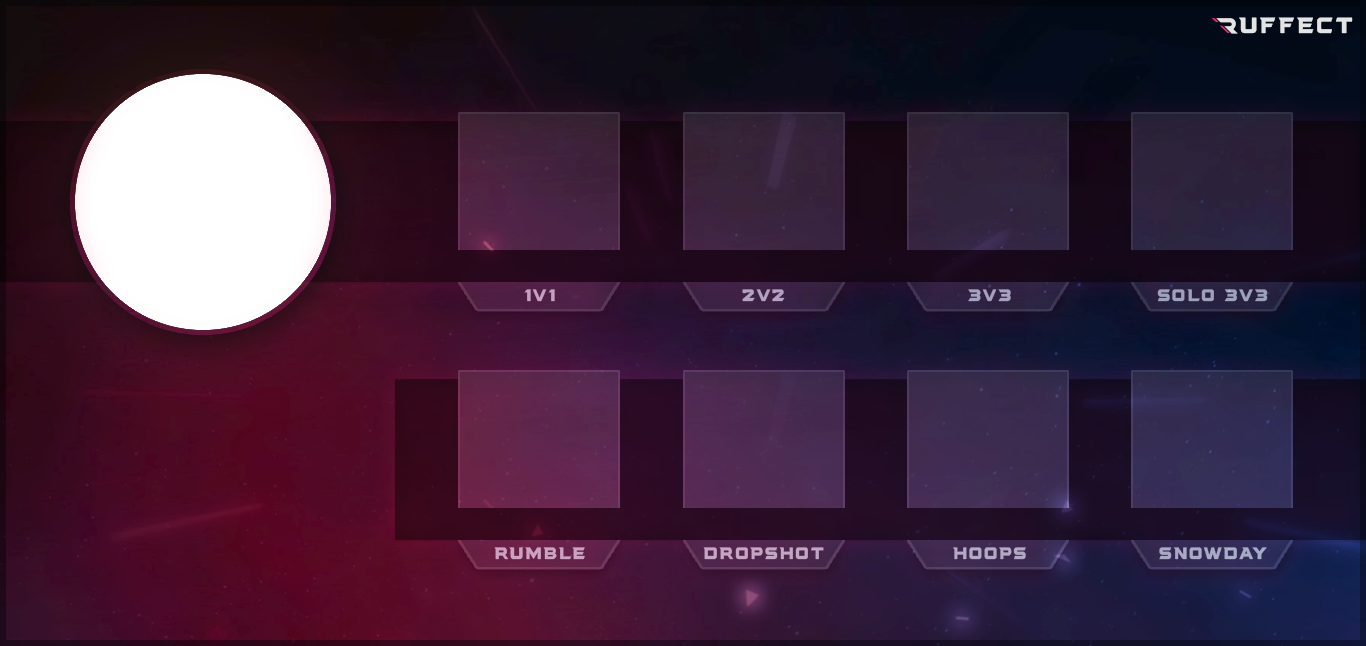 RUFFECT
1V1
2V2
3V3
SOLO 3V3
RUMBLE
DROPSHOT
HOOPS
SNOWDAY